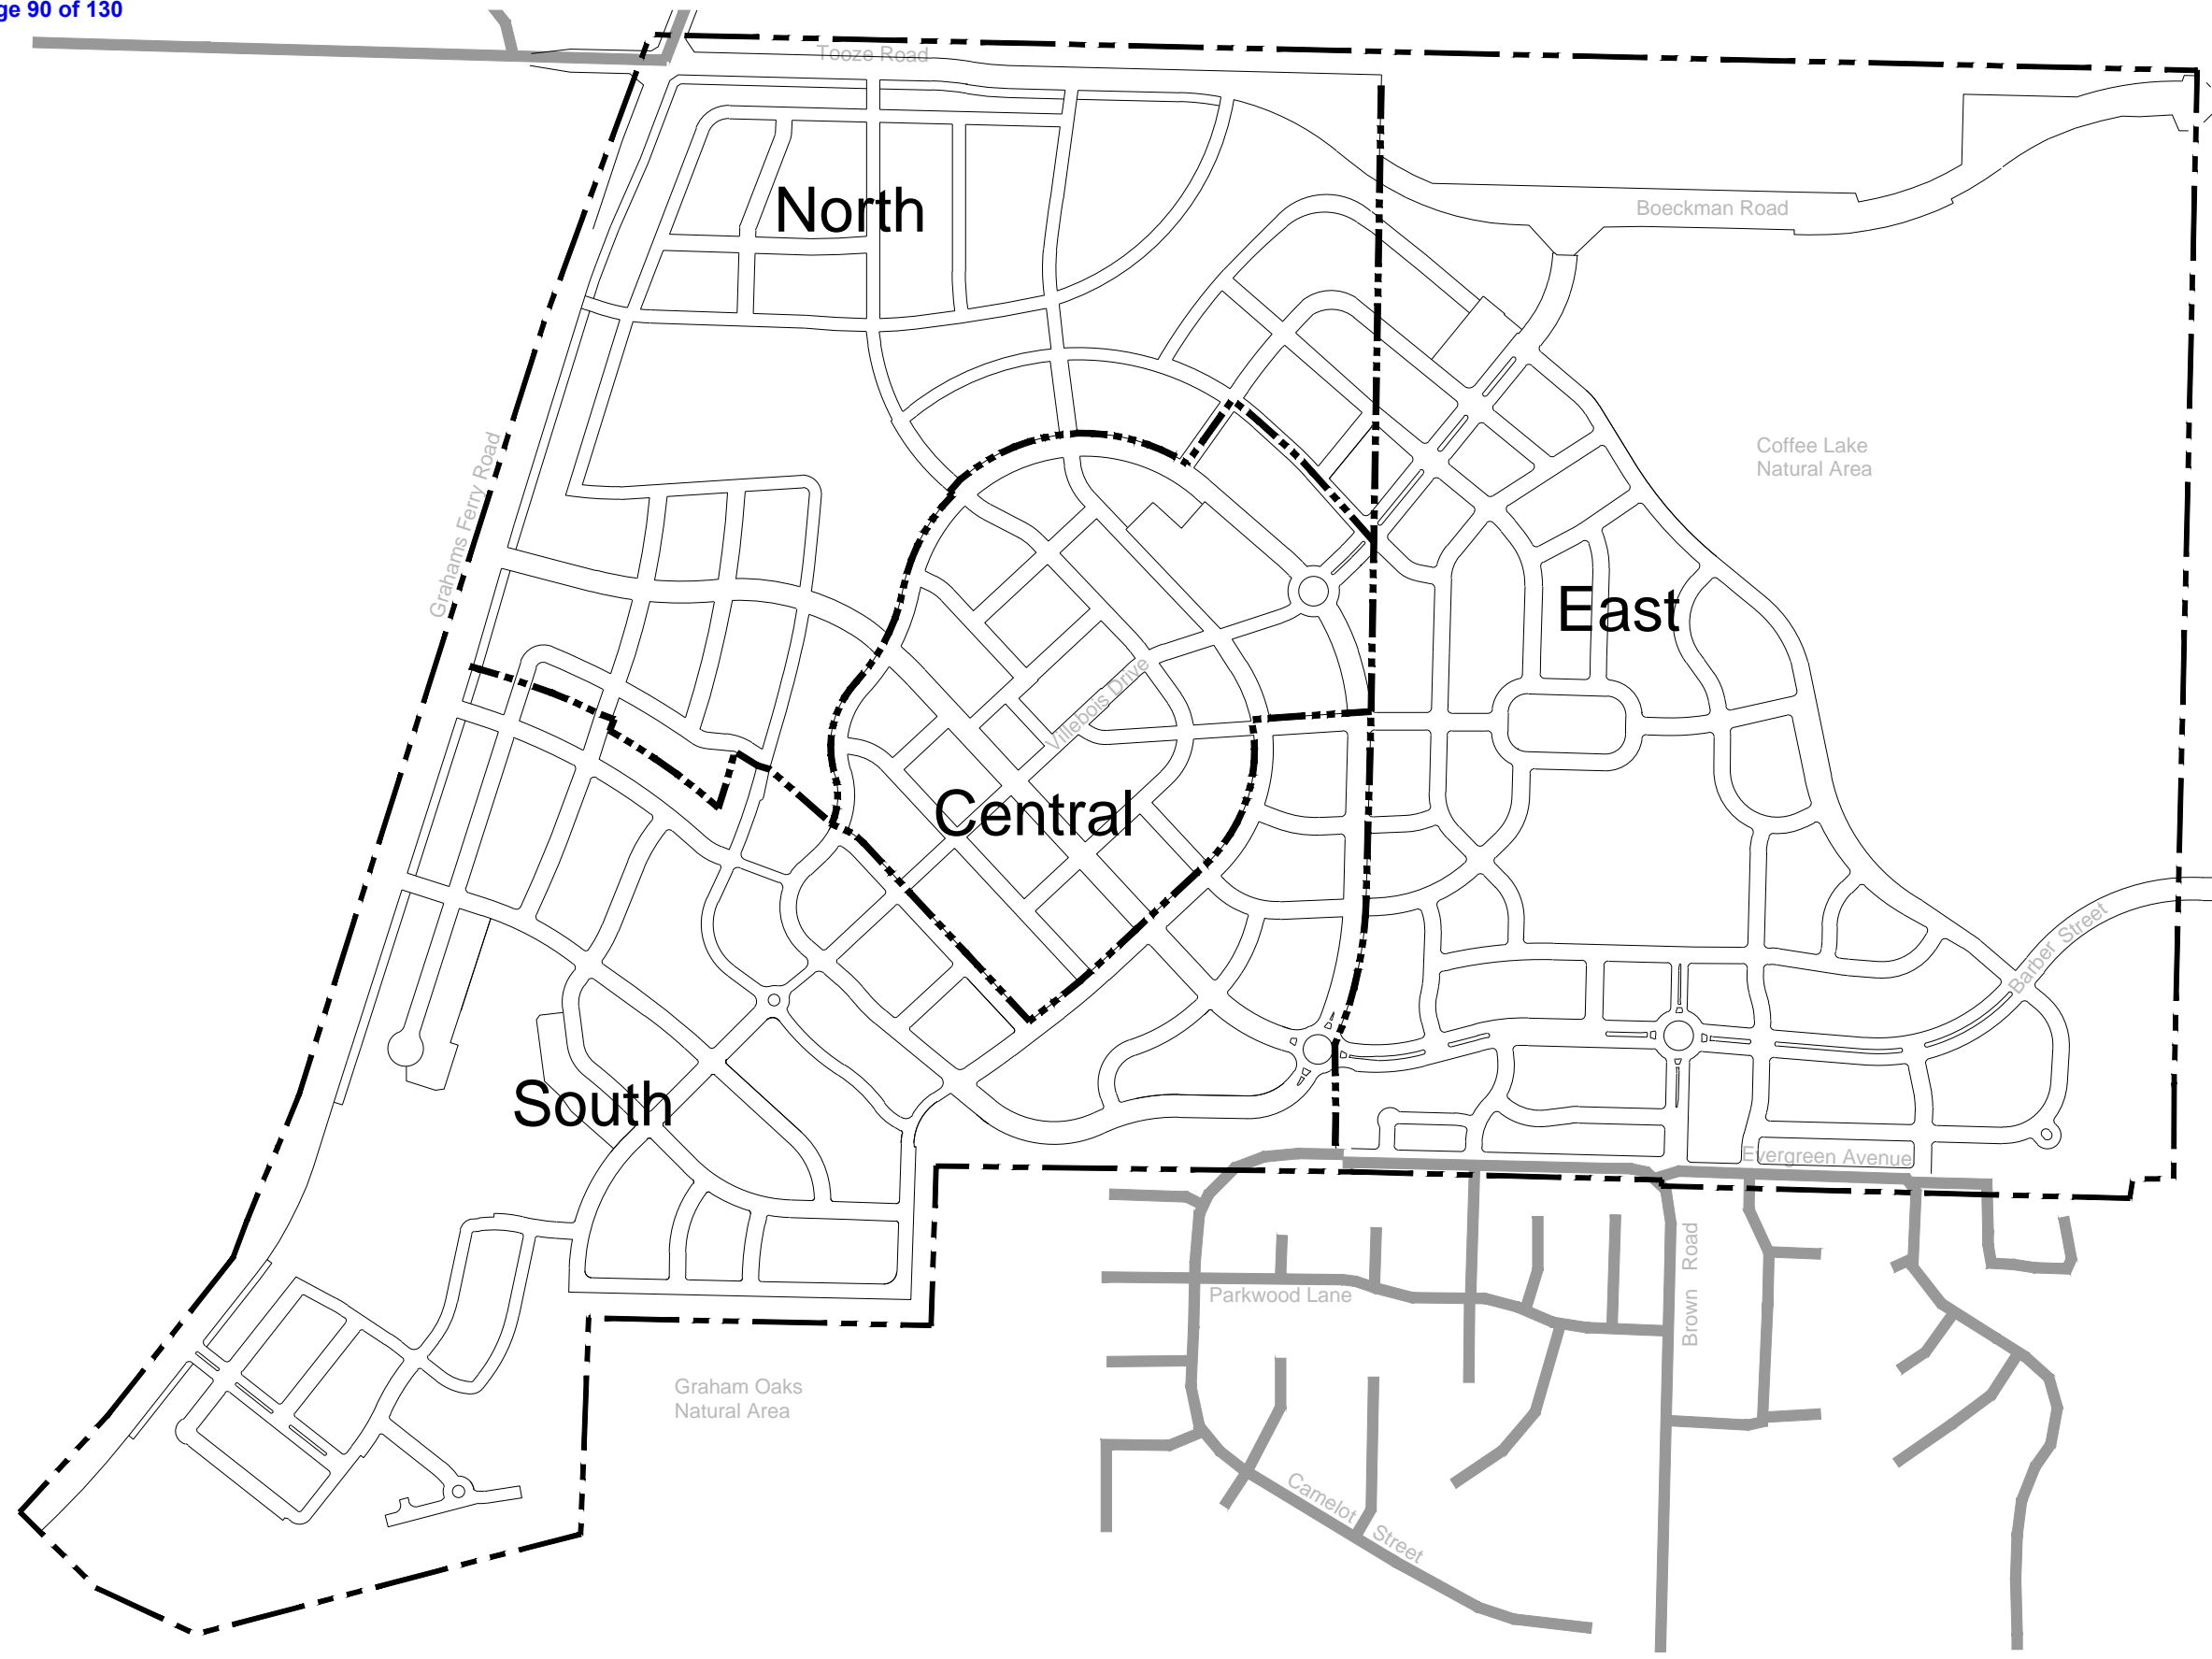 ge 90 of 130
Tooze Road
North
Boeckman Road
Coffee Lake
Natural Area
Grahams Ferry Road
East
Villebois Drive
Central
Barber Street
South
Evergreen Avenue
Parkwood Lane
Brown Road
Graham Oaks
Natural Area
Camelot Street